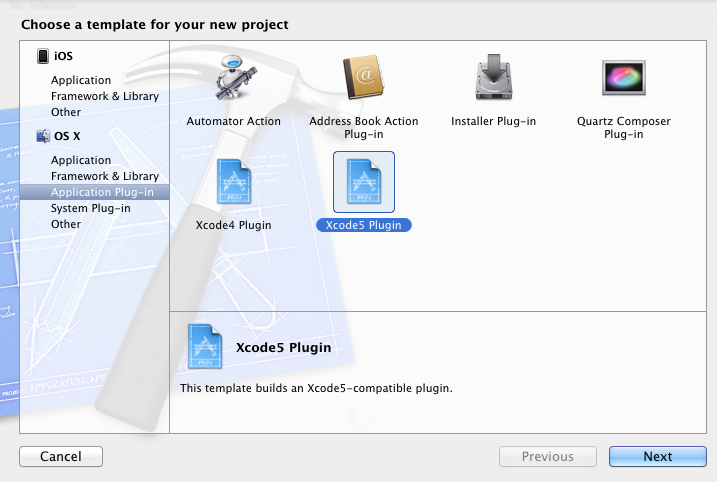 Choose a template for your new project
iOS
Application
Framework & Library
Other
OS X
Application
Framework & Library
Application Plug-in
System Plug-in
Other
Automator Action
Address Book Action
Plug-in
Installer Plug-in
Quartz Composer
Plug-in
Xcode4 Plugin
Xcode5 Plugin
Xcode5 Plugin
This template builds an Xcode5-compatible plugin.
Cancel
Previous
Next